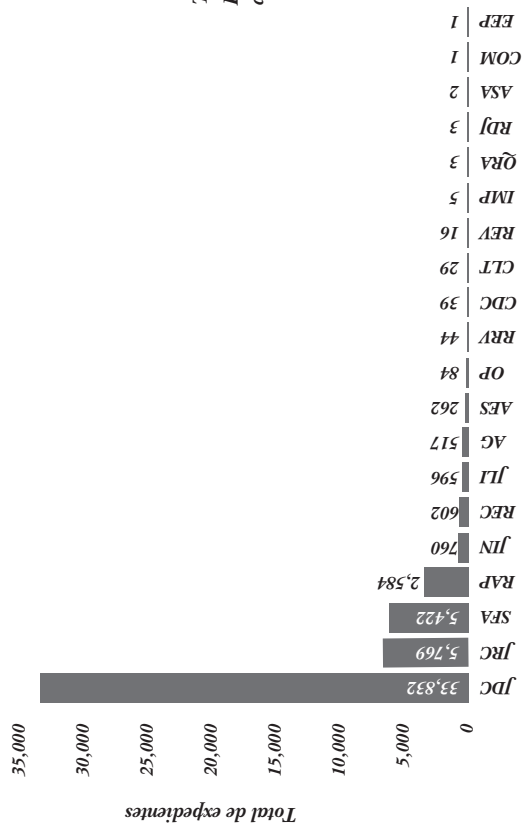 Total de expedientes
35,000
30,000
25,000
20,000
15,000
10,000
5,000
0
33,832
5,769
5,422
2,584
760
602
596
517
262
84
44
39
29
16
5
3
3
2
1
1
JDC
JRC
SFA
RAP
JIN
REC
JLI
AG
AES
OP
RRV
CDC
CLT
REV
IMP
QRA
RDJ
ASA
COM
EEP